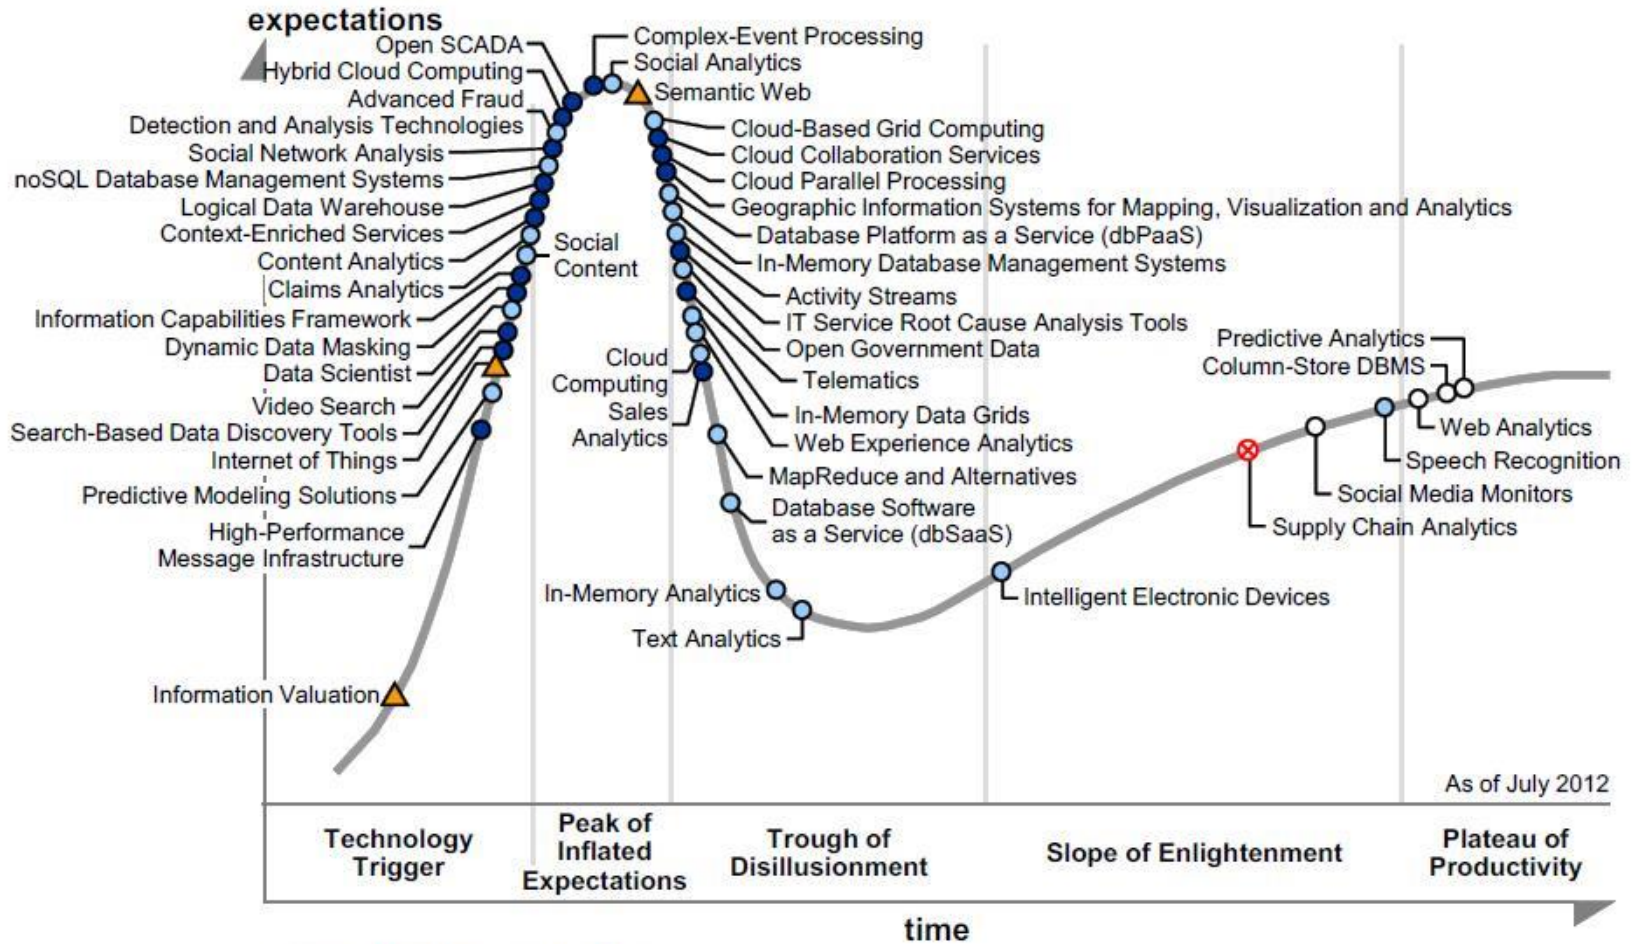 expectations
Open SCADA
Hybrid Cloud Computing
Advanced Fraud
Detection and Analysis Technologies
Social Network Analysis
noSQL Database Management Systems
Logical Data Warehouse
Context-Enriched Services
Content Analytics
Claims Analytics
Information Capabilities Framework
Dynamic Data Masking
Data Scientist
Video Search
Search-Based Data Discovery Tools
Internet of Things
Predictive Modeling Solutions
High-Performance
Message Infrastructure
Information Valuation
Social
Content
Complex-Event Processing
Social Analytics
Semantic Web
Cloud-Based Grid Computing
Cloud Collaboration Services
Cloud Parallel Processing
Geographic Information Systems for Mapping, Visualization and Analytics
Database Platform as a Service (dbPaaS)
In-Memory Database Management Systems
Activity Streams
IT Service Root Cause Analysis Tools
Open Government Data
Telematics
In-Memory Data Grids
Web Experience Analytics
MapReduce and Alternatives
Database Software
as a Service (dbSaaS)
Cloud
Computing
Sales
Analytics
In-Memory Analytics
Text Analytics
Predictive Analytics
Column-Store DBMS
Web Analytics
Speech Recognition
Social Media Monitors
Supply Chain Analytics
Intelligent Electronic Devices
As of July 2012
Technology
Trigger
Peak of
Inflated
Expectations
Trough of
Disillusionment
Slope of Enlightenment
Plateau of
Productivity
time